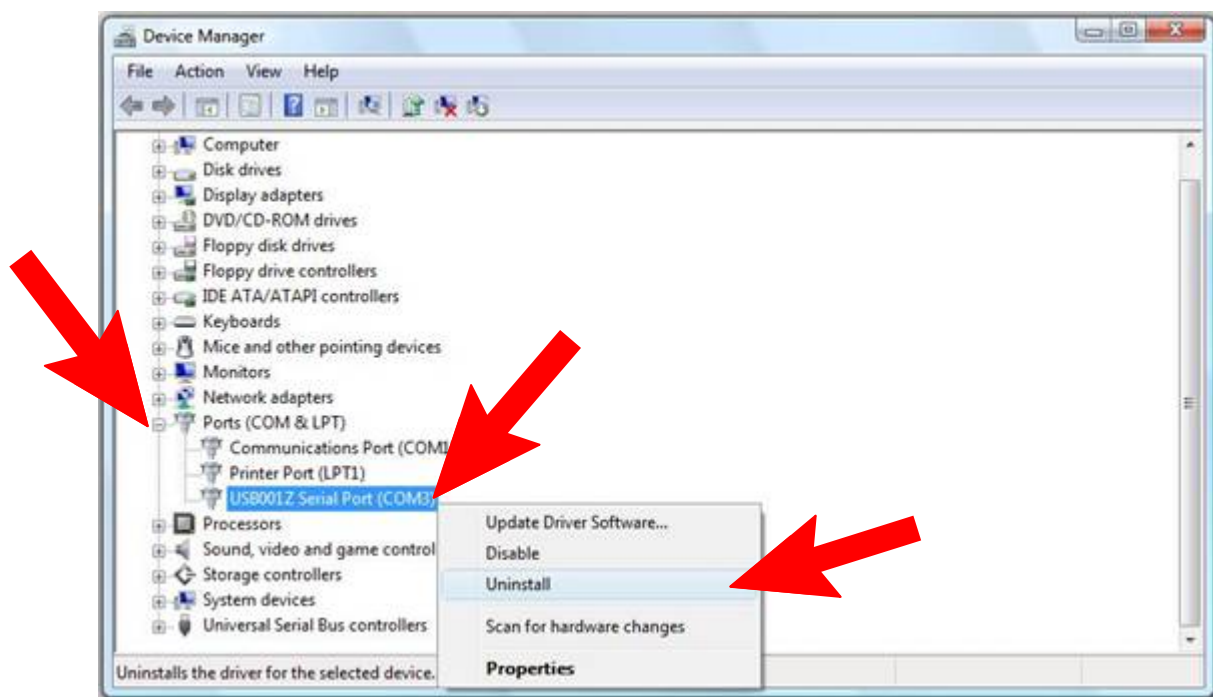 Device Manager
File Action View Help
Computer
Disk drives
Display adapters
DVD/CD-ROM drives
Floppy disk drives
Floppy drive controllers
IDE ATA/ATAPI controllers
Keyboards
Mice and other pointing devices
Monitors
Network adapters
Ports (COM & LPT)
Communications Port (COM1
Printer Port (LPT1)
USB001Z Serial Port (COM3)
Processors
Sound, video and game control
Storage controllers
System devices
Universal Serial Bus controllers
Update Driver Software...
Disable
Uninstall
Scan for hardware changes
Properties
Uninstalls the driver for the selected device.